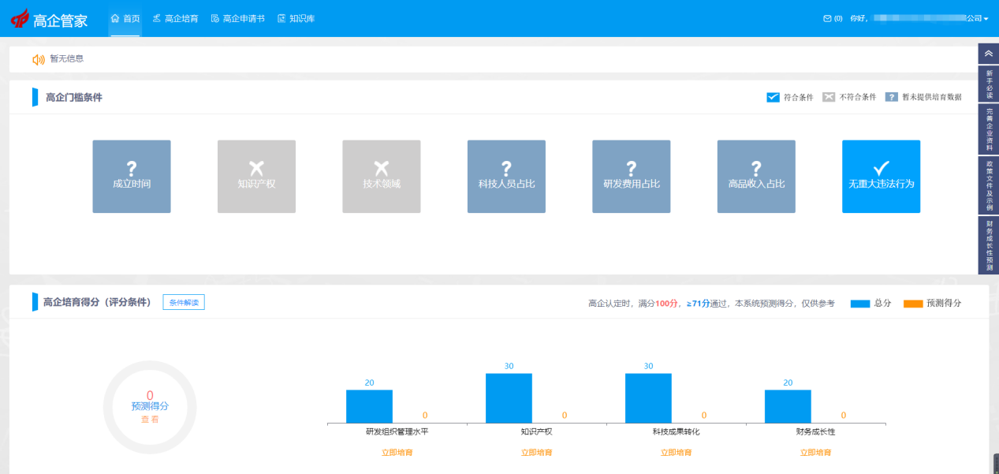 高企管家
首页
高企培育
高企申请书
知识库
(0)
你好,
公司
暂无信息
高企门槛条件
符合条件
不符合条件
暂未提供培育数据
成立时间
知识产权
技术领域
科技人员占比
研发费用占比
高品收入占比
无重大违法行为
新手必读
完善企业资料
政策文件及示例
财务成长性预测
高企培育得分（评分条件）
条件解读
高企认定时，满分100分，≥71分通过，本系统预测得分，仅供参考
总分
预测得分
0
预测得分
查看
20
0
30
0
30
0
20
0
研发组织管理水平
知识产权
科技成果转化
财务成长性
立即培育
立即培育
立即培育
立即培育